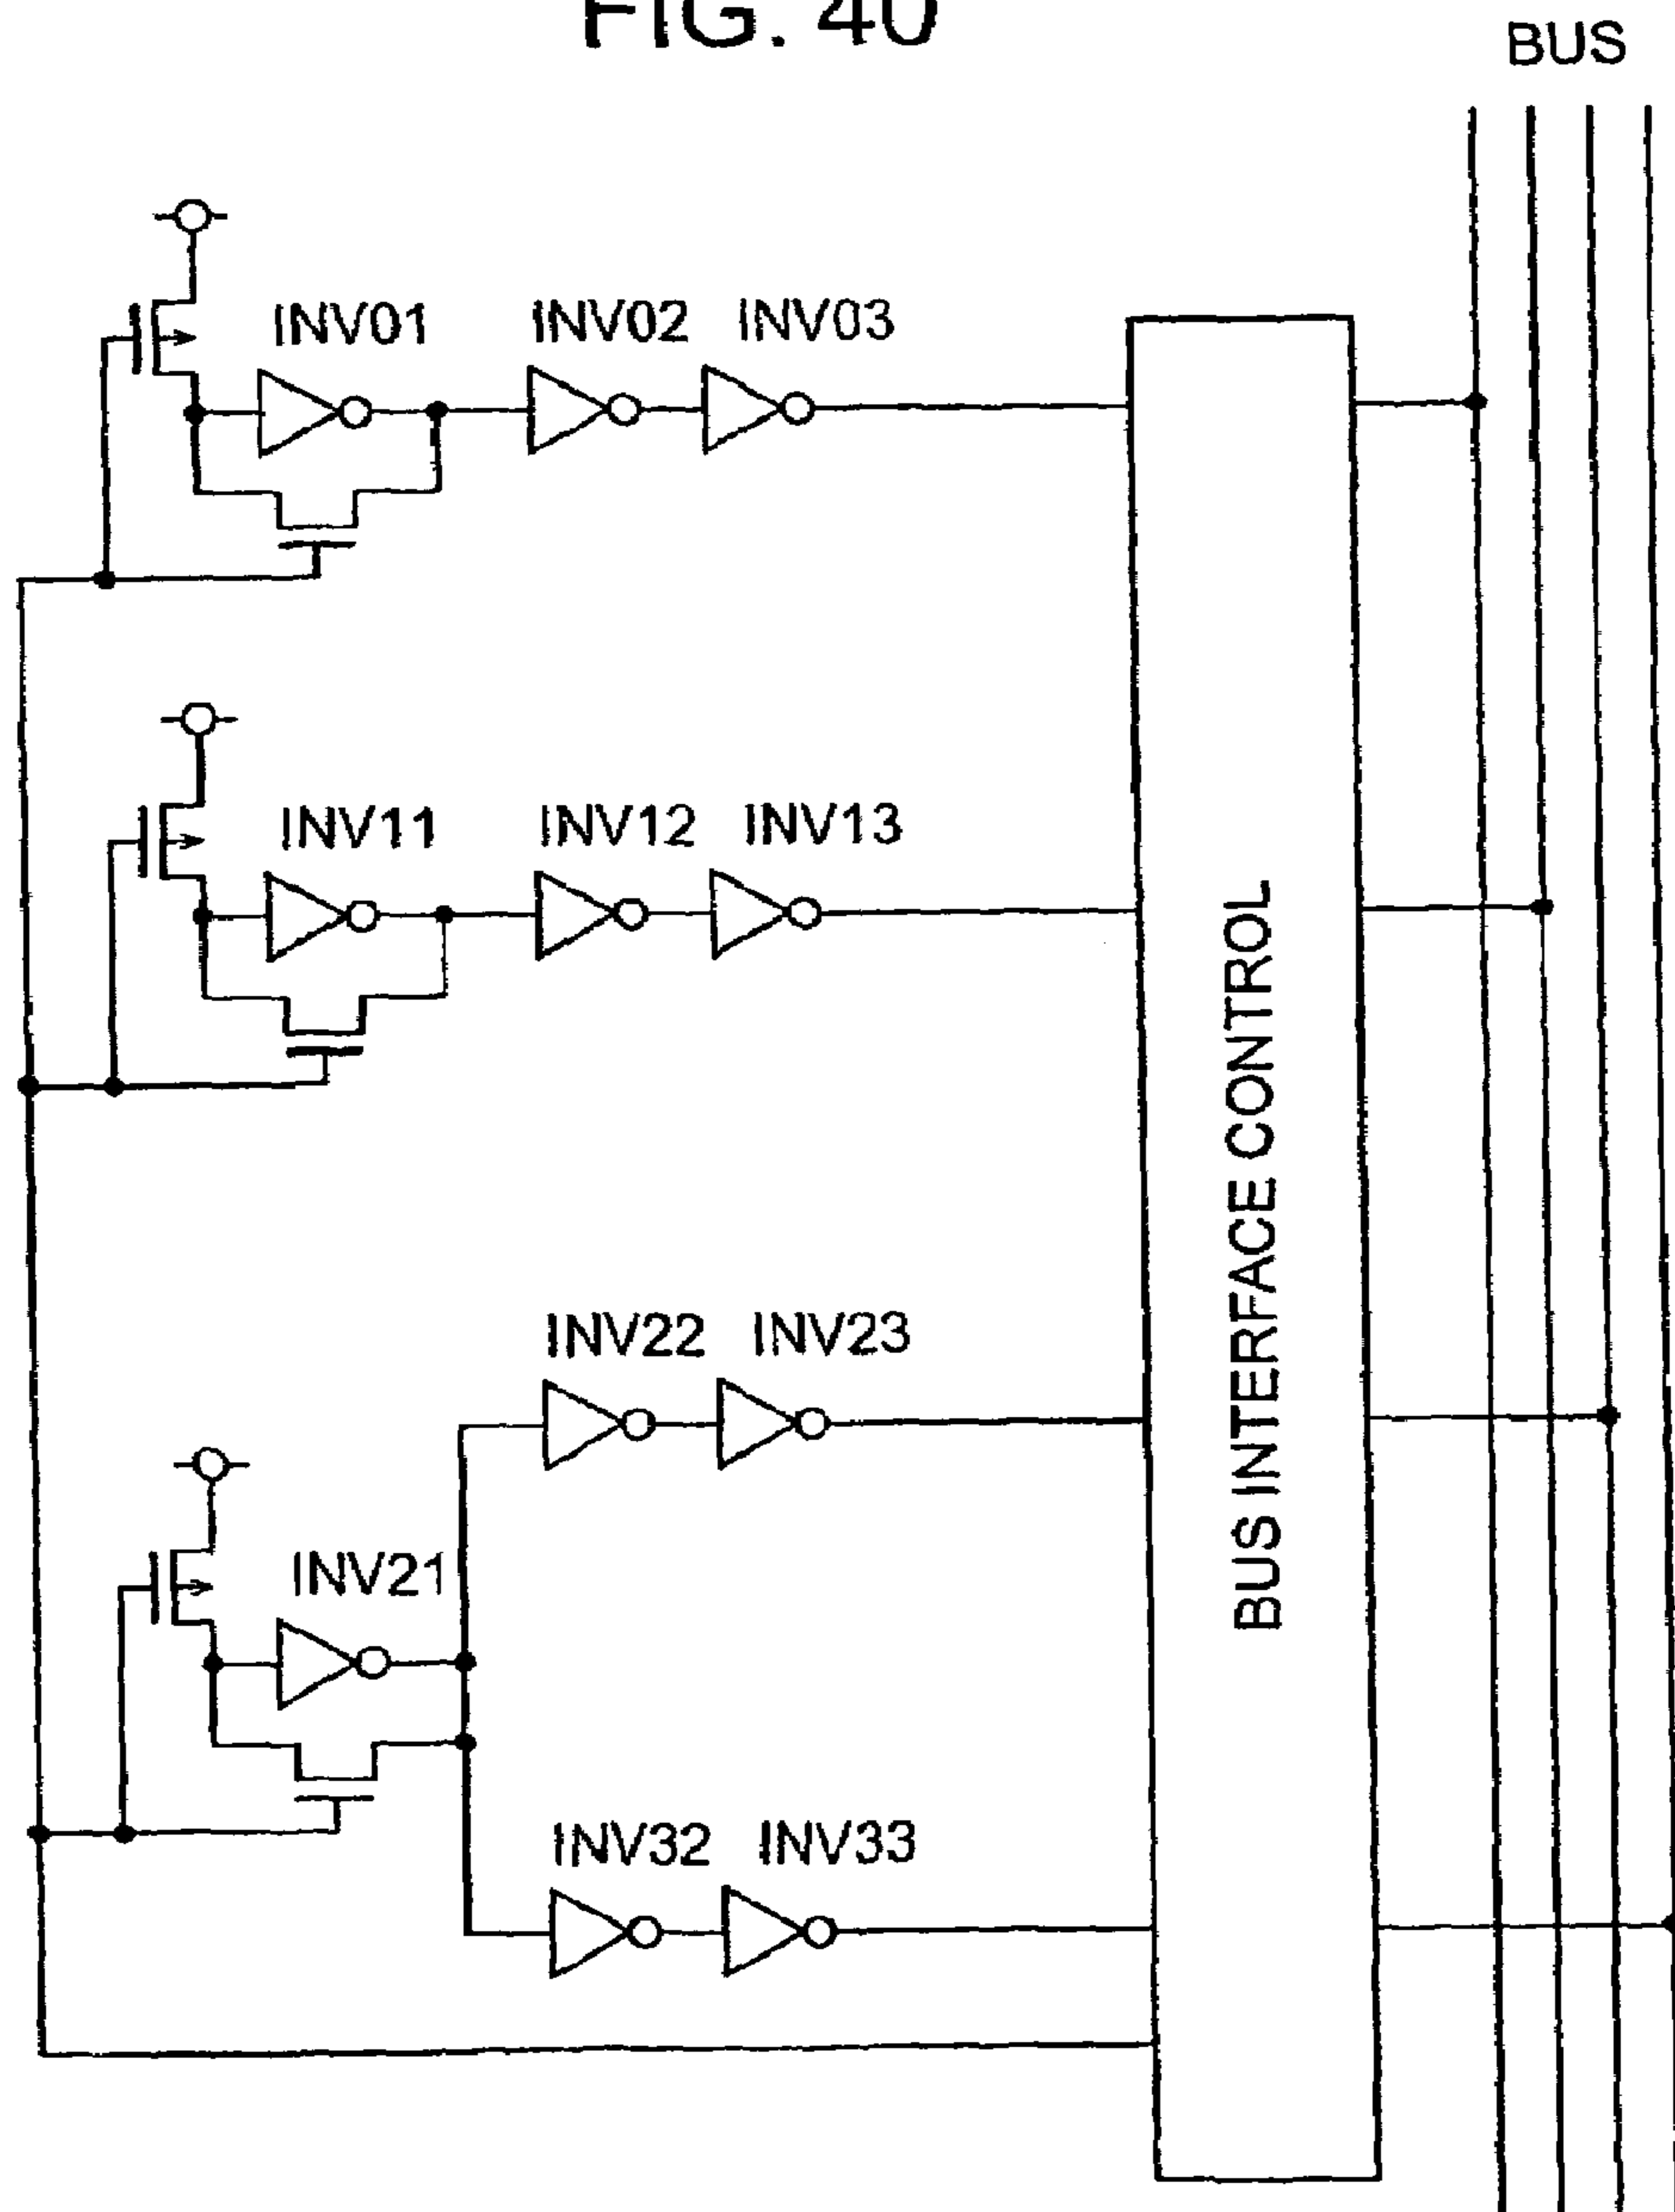 FIG. 40
BUS
INV01
INV02
INV03
INV11
INV12
INV13
BUS INTERFACE CONTROL
INV22
INV23
INV21
INV32
INV33